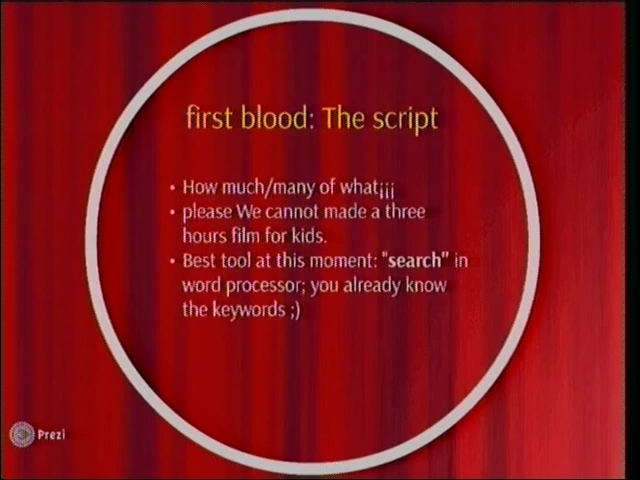 first blood: The script
• How much/many of what¡¡¡
• please We cannot made a three
hours film for kids.
• Best tool at this moment: "search" in
word processor; you already know
the keywords ;)
Prezi